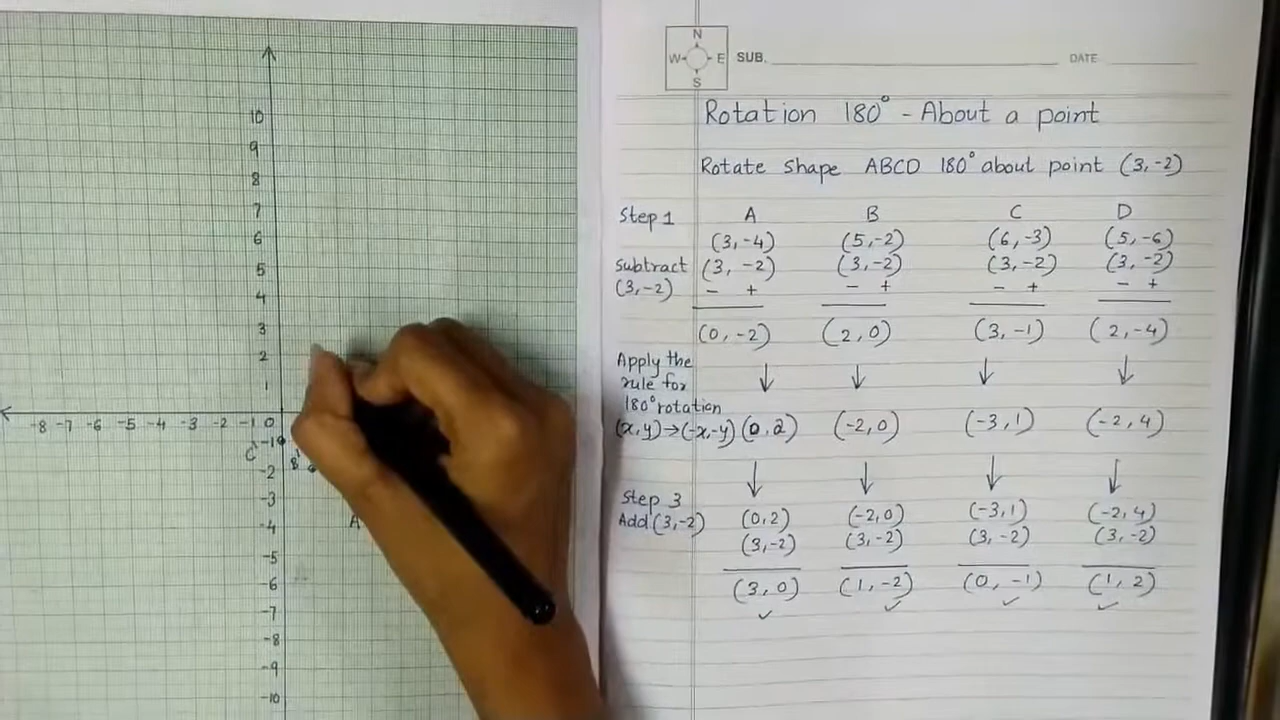 10
9
8
7
6
5
4
3
2
1
-8 -7 -6 -5 -4 -3 -2 -1 0
-1
C' B'
-2
-3
-4 A
-5
-6
-7
-8
-9
-10
N
W E SUB. DATE
S
Rotation 180° - About a point
Rotate shape ABCD 180° about point (3,-2)
Step 1 A B C D
(3,-4) (5,-2) (6,-3) (5,-6)
subtract (3, -2) (3,-2) (3,-2) (3,-2)
(3,-2) - + - + - + - +
(0,-2) (2,0) (3,-1) (2,-4)
Apply the
rule for
180° rotation
(x,y)→(-x,-y) (0,2) (-2,0) (-3,1) (-2,4)
Step 3
Add (3,-2) (0,2) (-2,0) (-3,1) (-2,4)
(3,-2) (3,-2) (3,-2) (3,-2)
(3,0) (1,-2) (0,-1) (1,2)
✓ ✓ ✓ ✓